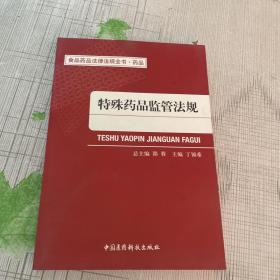 食品药品法律法规全书·药品
特殊药品监管法规
TESHU YAOPIN JIANGUAN FAGUI
总主编 邵蓉 主编 丁锦希
中国医药科技出版社